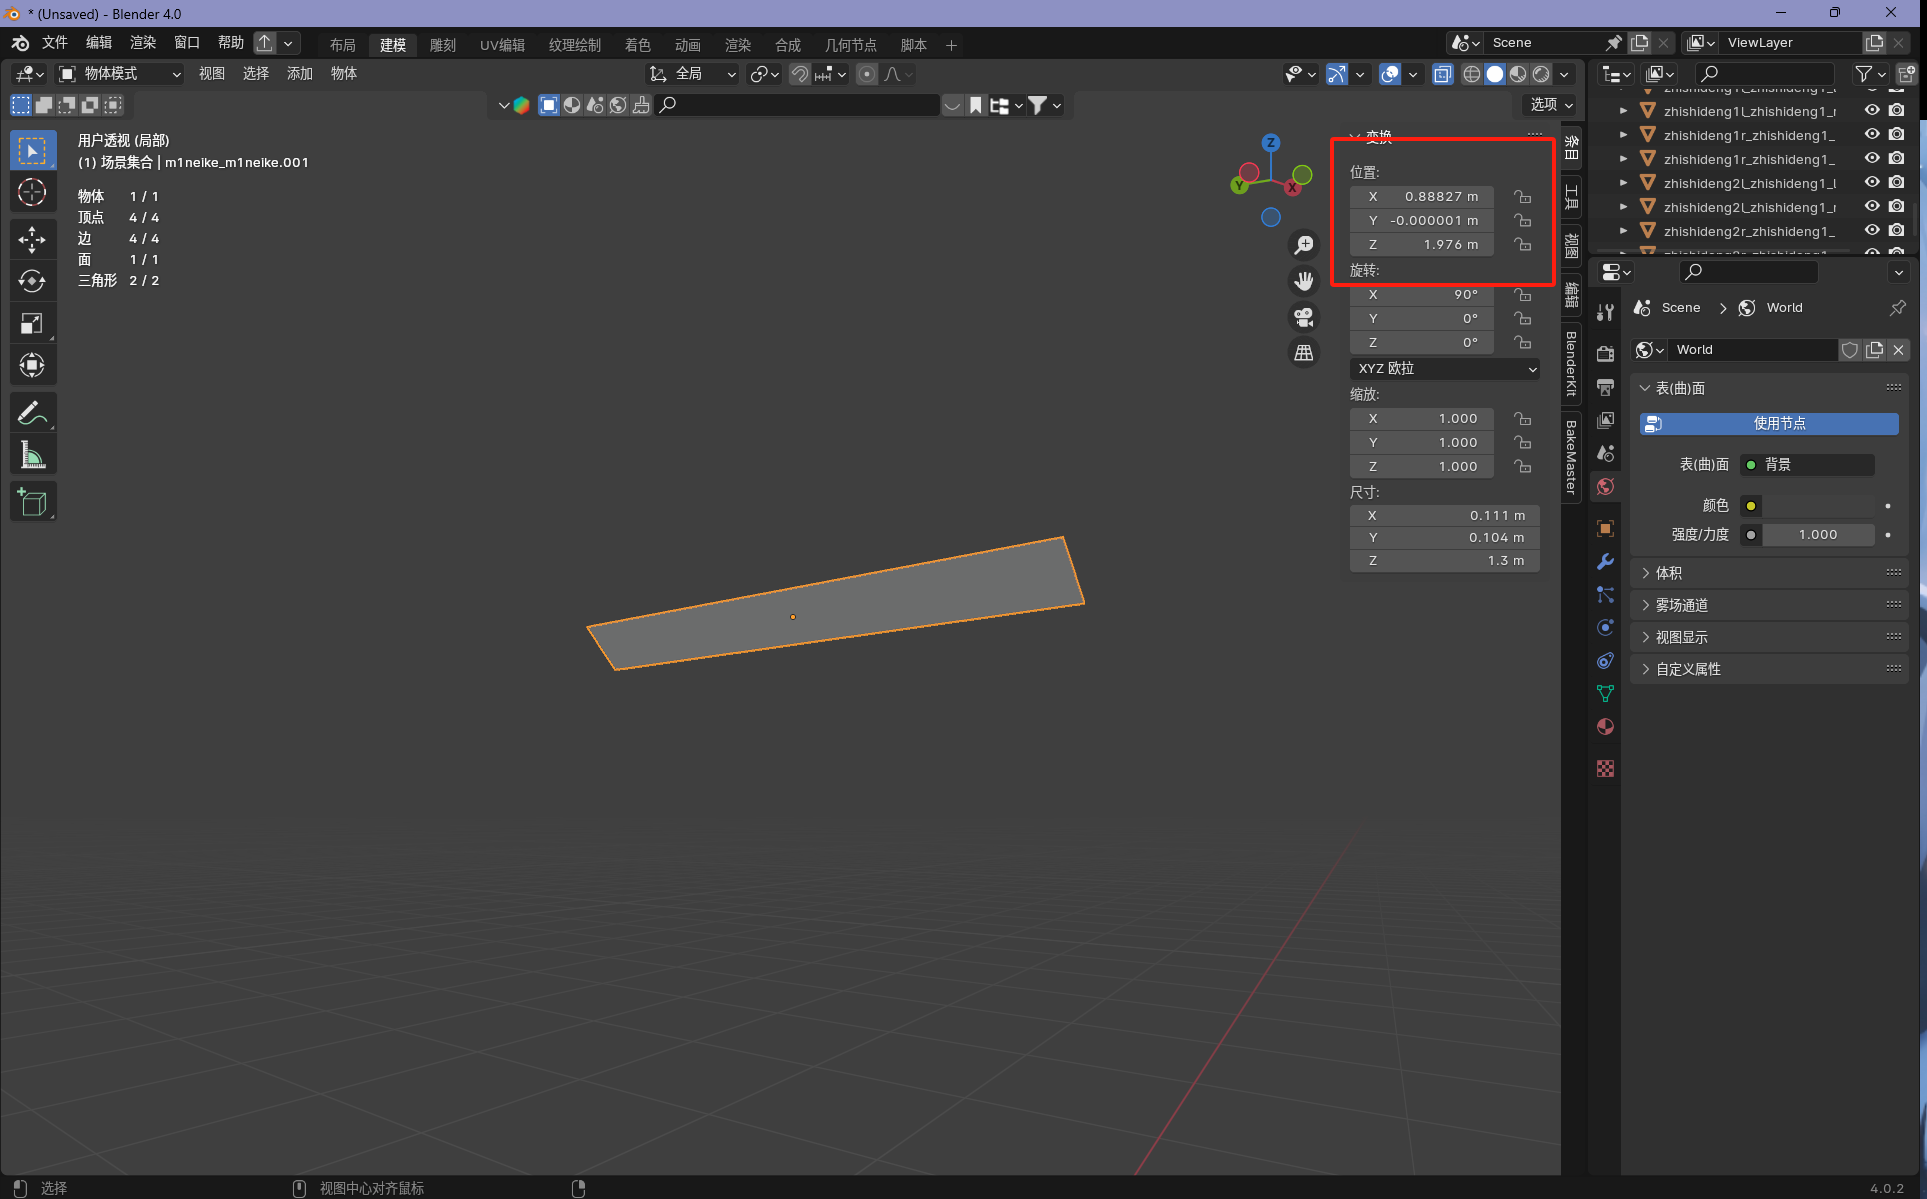 * (Unsaved) - Blender 4.0
文件 编辑 渲染 窗口 帮助 布局 建模 雕刻 UV编辑 纹理绘制 着色 动画 渲染 合成 几何节点 脚本 Scene ViewLayer
物体模式 视图 选择 添加 物体 全局
选项
用户透视 (局部)
(1) 场景集合 | m1neike_m1neike.001
物体 1 / 1
顶点 4 / 4
边 4 / 4
面 1 / 1
三角形 2 / 2
Z
Y
X
变换
位置:
X 0.88827 m
Y -0.000001 m
Z 1.976 m
旋转:
X 90°
Y 0°
Z 0°
XYZ 欧拉
缩放:
X 1.000
Y 1.000
Z 1.000
尺寸:
X 0.111 m
Y 0.104 m
Z 1.3 m
条目
工具
视图
编辑
BlenderKit
BakeMaster
zhishideng1l_zhishideng1_r
zhishideng1r_zhishideng1_
zhishideng1r_zhishideng1_
zhishideng2l_zhishideng1_l
zhishideng2l_zhishideng1_r
zhishideng2r_zhishideng1_
Scene World
World
表(曲)面
使用节点
表(曲)面 背景
颜色
强度/力度 1.000
体积
雾场通道
视图显示
自定义属性
选择 视图中心对齐鼠标 4.0.2